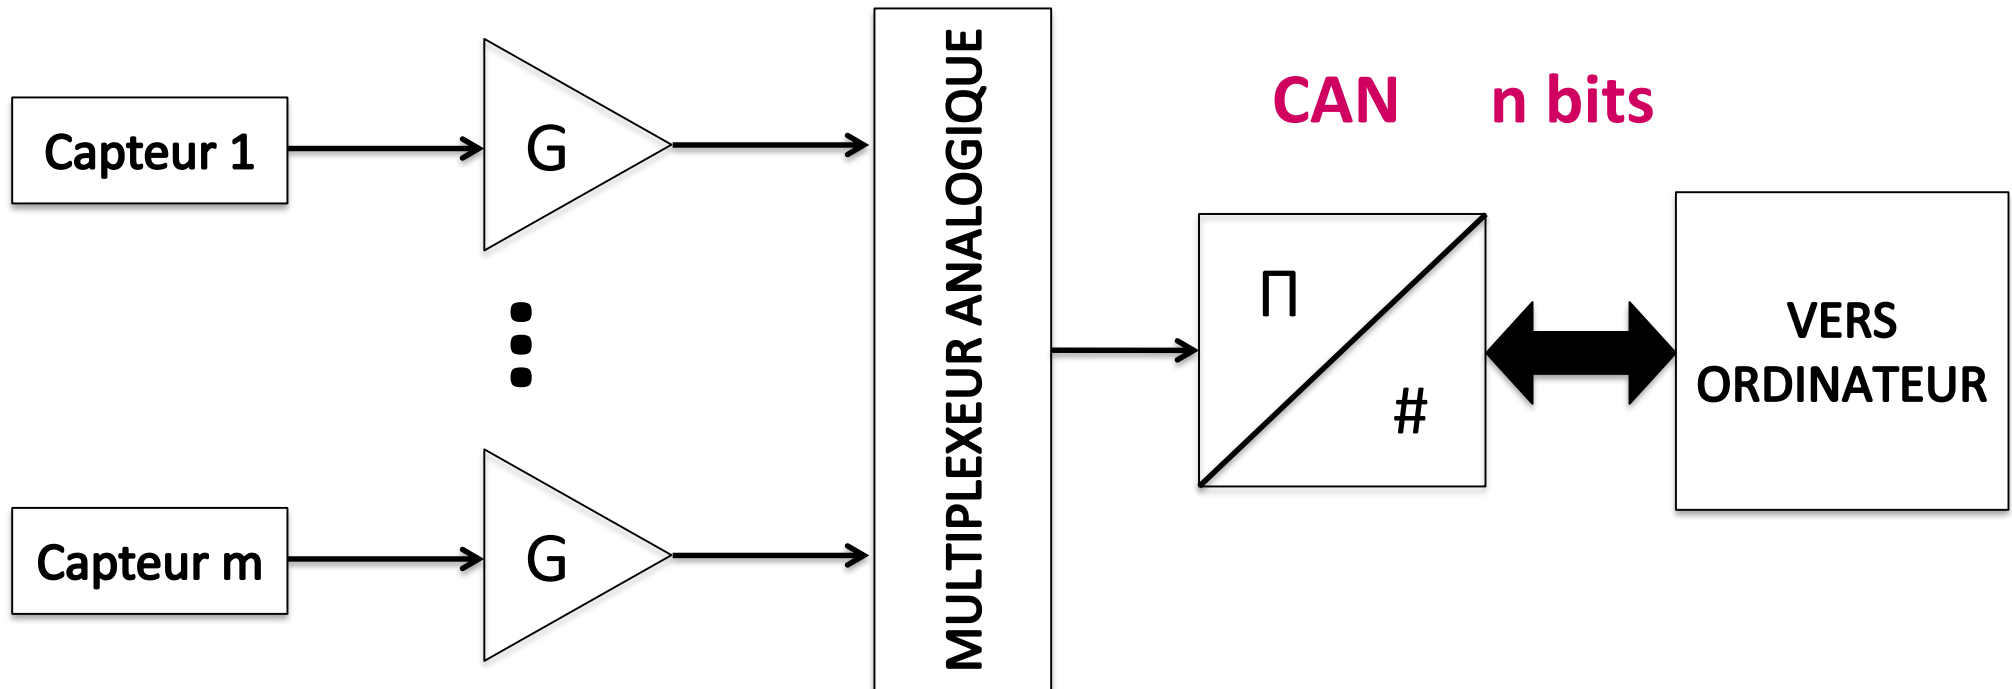 Capteur 1
G
Capteur m
G
MULTIPLEXEUR ANALOGIQUE
CAN n bits
Π
#
VERS
ORDINATEUR